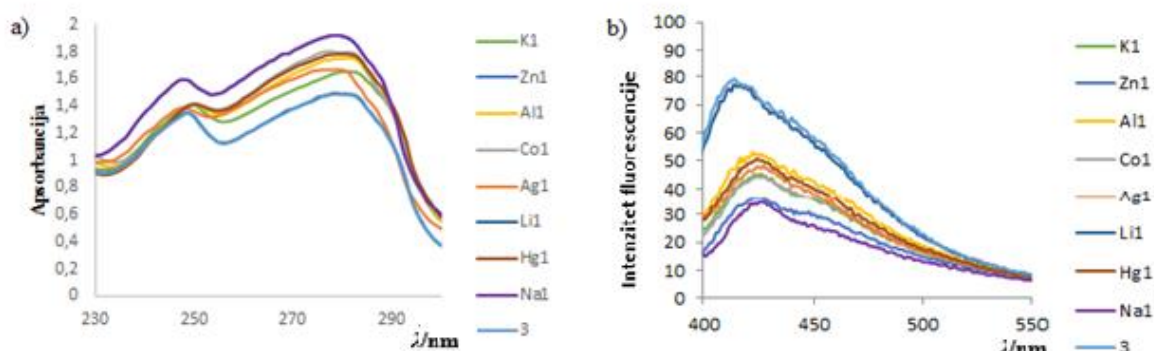 a)
Apsorbancija
2
1,8
1,6
1,4
1,2
1
0,8
0,6
0,4
0,2
0
230
250
270
290
λ/nm
K1
Zn1
Al1
Co1
Ag1
Li1
Hg1
Na1
3
b)
Intenzitet fluorescencije
100
90
80
70
60
50
40
30
20
10
0
400
450
500
550
λ/nm
K1
Zn1
Al1
Co1
Ag1
Li1
Hg1
Na1
3